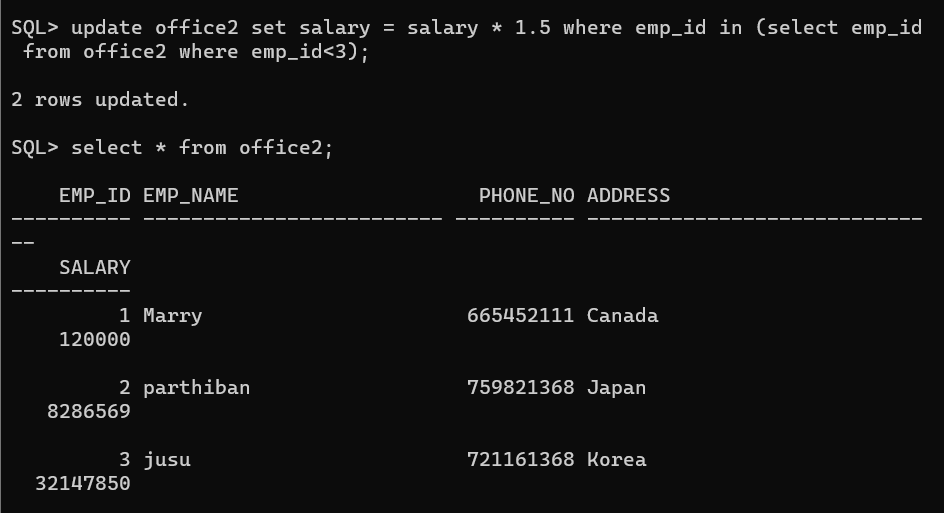 SQL> update office2 set salary = salary * 1.5 where emp_id in (select emp_id
 from office2 where emp_id<3);
2 rows updated.
SQL> select * from office2;
    EMP_ID EMP_NAME                    PHONE_NO ADDRESS
---------- ------------------------- ---------- ----------------------------
--
    SALARY
----------
         1 Marry                      665452111 Canada
    120000
         2 parthiban                  759821368 Japan
   8286569
         3 jusu                       721161368 Korea
  32147850